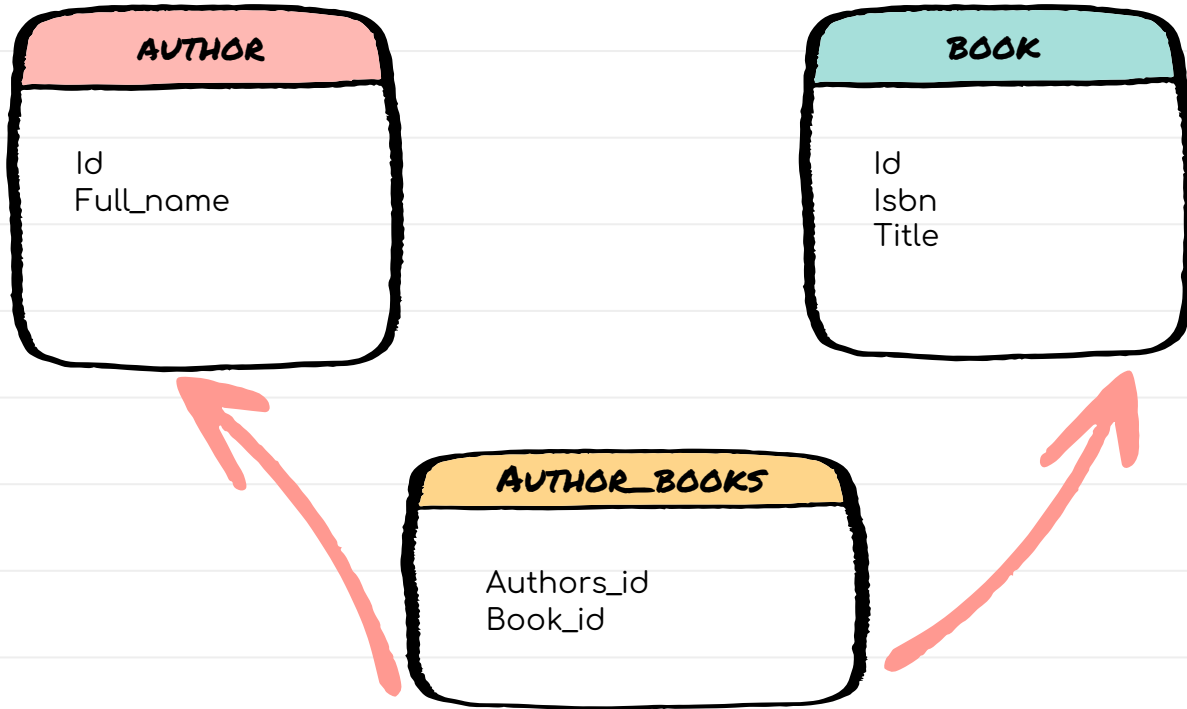 AUTHOR
Id
Full_name
BOOK
Id
Isbn
Title
AUTHOR_BOOKS
Authors_id
Book_id